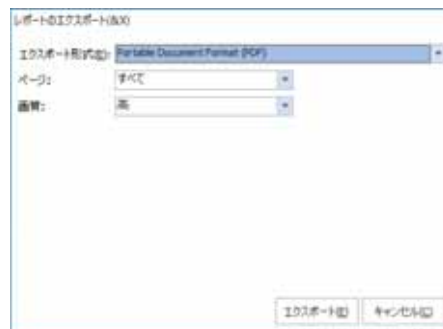 レポートのエクスポート(&X)
エクスポート形式(E): Portable Document Format (PDF)
ページ: すべて
画質: 高
エクスポート(E) キャンセル(C)